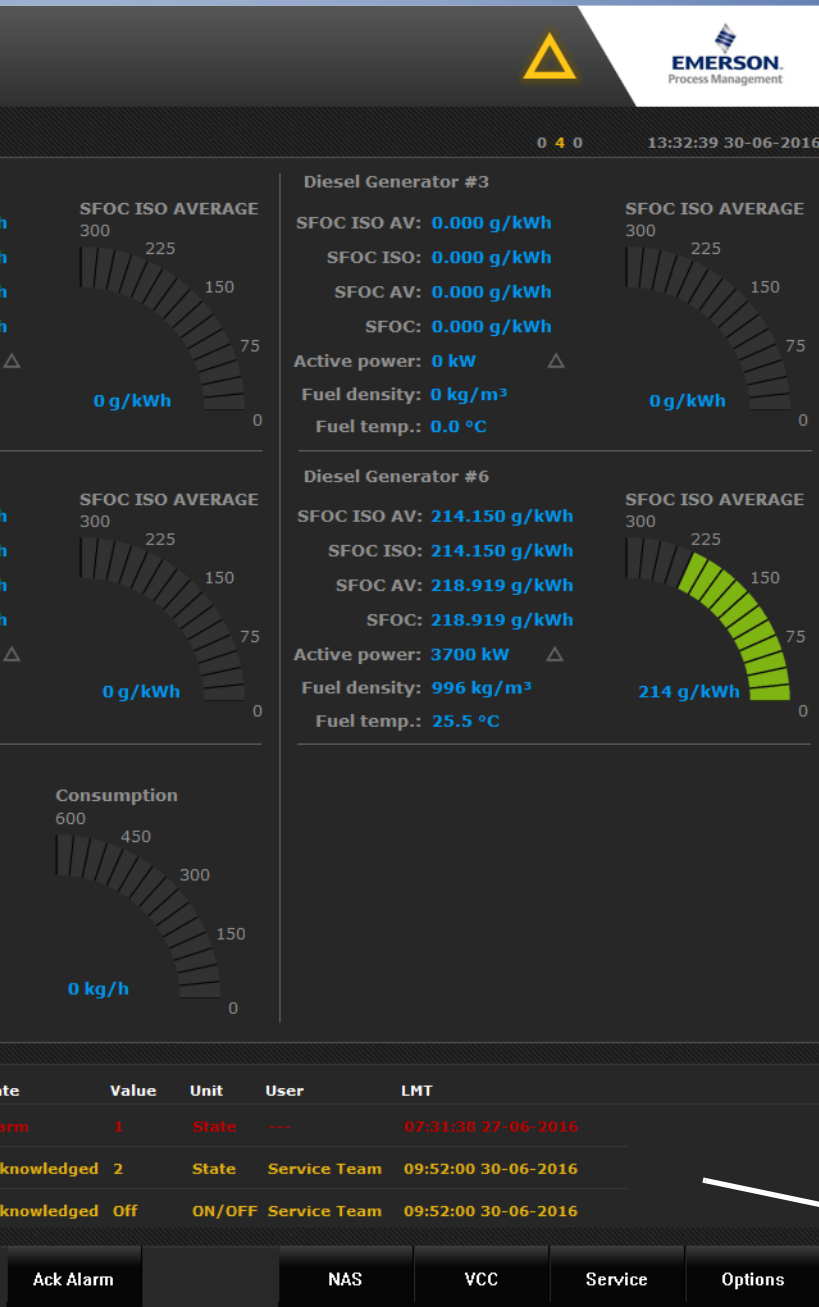 EMERSON.
Process Management
0 4 0
13:32:39 30-06-2016
SFOC ISO AVERAGE
300
225
150
75
0
h
h
h
h
0 g/kWh
Diesel Generator #3
SFOC ISO AV: 0.000 g/kWh
SFOC ISO: 0.000 g/kWh
SFOC AV: 0.000 g/kWh
SFOC: 0.000 g/kWh
Active power: 0 kW
Fuel density: 0 kg/m³
Fuel temp.: 0.0 °C
SFOC ISO AVERAGE
300
225
150
75
0
0 g/kWh
SFOC ISO AVERAGE
300
225
150
75
0
h
h
h
h
0 g/kWh
Diesel Generator #6
SFOC ISO AV: 214.150 g/kWh
SFOC ISO: 214.150 g/kWh
SFOC AV: 218.919 g/kWh
SFOC: 218.919 g/kWh
Active power: 3700 kW
Fuel density: 996 kg/m³
Fuel temp.: 25.5 °C
SFOC ISO AVERAGE
300
225
150
75
0
214 g/kWh
Consumption
600
450
300
150
0
0 kg/h
ate Value Unit User LMT
arm 1 State --- 07:31:38 27-06-2016
knowledged 2 State Service Team 09:52:00 30-06-2016
knowledged Off ON/OFF Service Team 09:52:00 30-06-2016
Ack Alarm NAS VCC Service Options